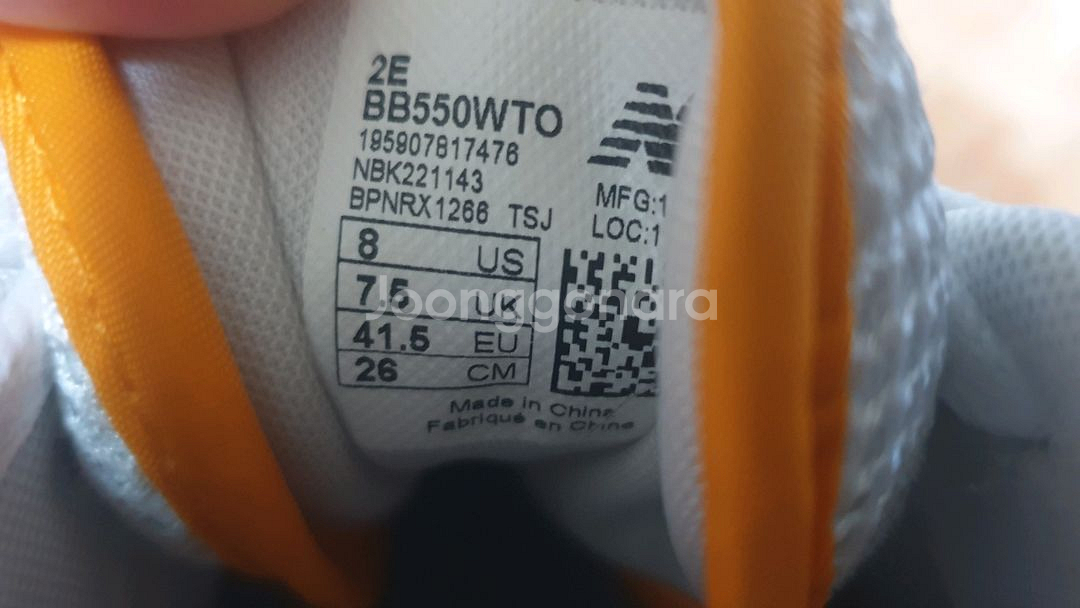 2E
BB550WTO
195907817476
NBK221143
BPNRX1266 TSJ
MFG:1
LOC:1
8 US
7.5 UK
41.5 EU
26 CM
Made in China
Fabriqué en Chine
Joonggonara